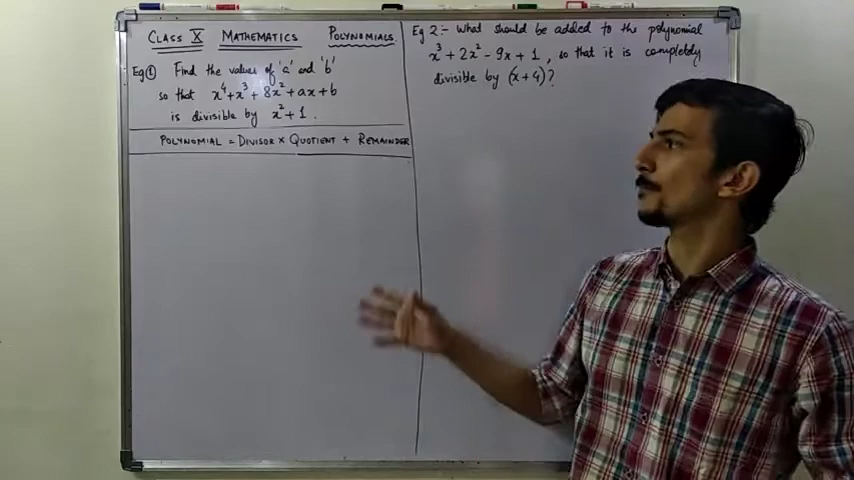 CLASS X MATHEMATICS POLYNOMIALS
Eg ① Find the values of 'a' and 'b'
so that x⁴+x³+8x²+ax+b
is divisible by x²+1.
POLYNOMIAL = DIVISOR × QUOTIENT + REMAINDER
Eg 2:- What should be added to the polynomial
x³+2x²-9x+1, so that it is completely
divisible by (x+4)?